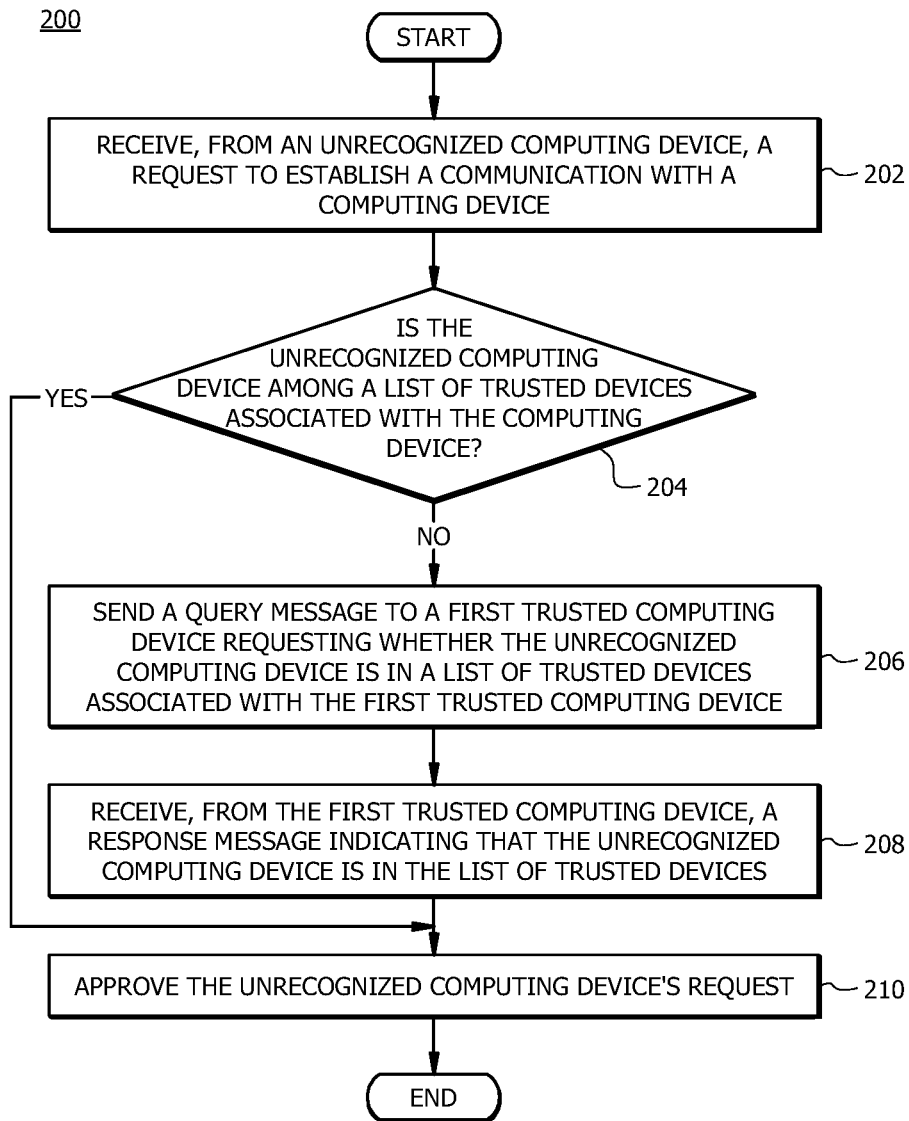 200
START
RECEIVE, FROM AN UNRECOGNIZED COMPUTING DEVICE, A
REQUEST TO ESTABLISH A COMMUNICATION WITH A
COMPUTING DEVICE
202
IS THE
UNRECOGNIZED COMPUTING
DEVICE AMONG A LIST OF TRUSTED DEVICES
ASSOCIATED WITH THE COMPUTING
DEVICE?
YES
204
NO
SEND A QUERY MESSAGE TO A FIRST TRUSTED COMPUTING
DEVICE REQUESTING WHETHER THE UNRECOGNIZED
COMPUTING DEVICE IS IN A LIST OF TRUSTED DEVICES
ASSOCIATED WITH THE FIRST TRUSTED COMPUTING DEVICE
206
RECEIVE, FROM THE FIRST TRUSTED COMPUTING DEVICE, A
RESPONSE MESSAGE INDICATING THAT THE UNRECOGNIZED
COMPUTING DEVICE IS IN THE LIST OF TRUSTED DEVICES
208
APPROVE THE UNRECOGNIZED COMPUTING DEVICE'S REQUEST
210
END